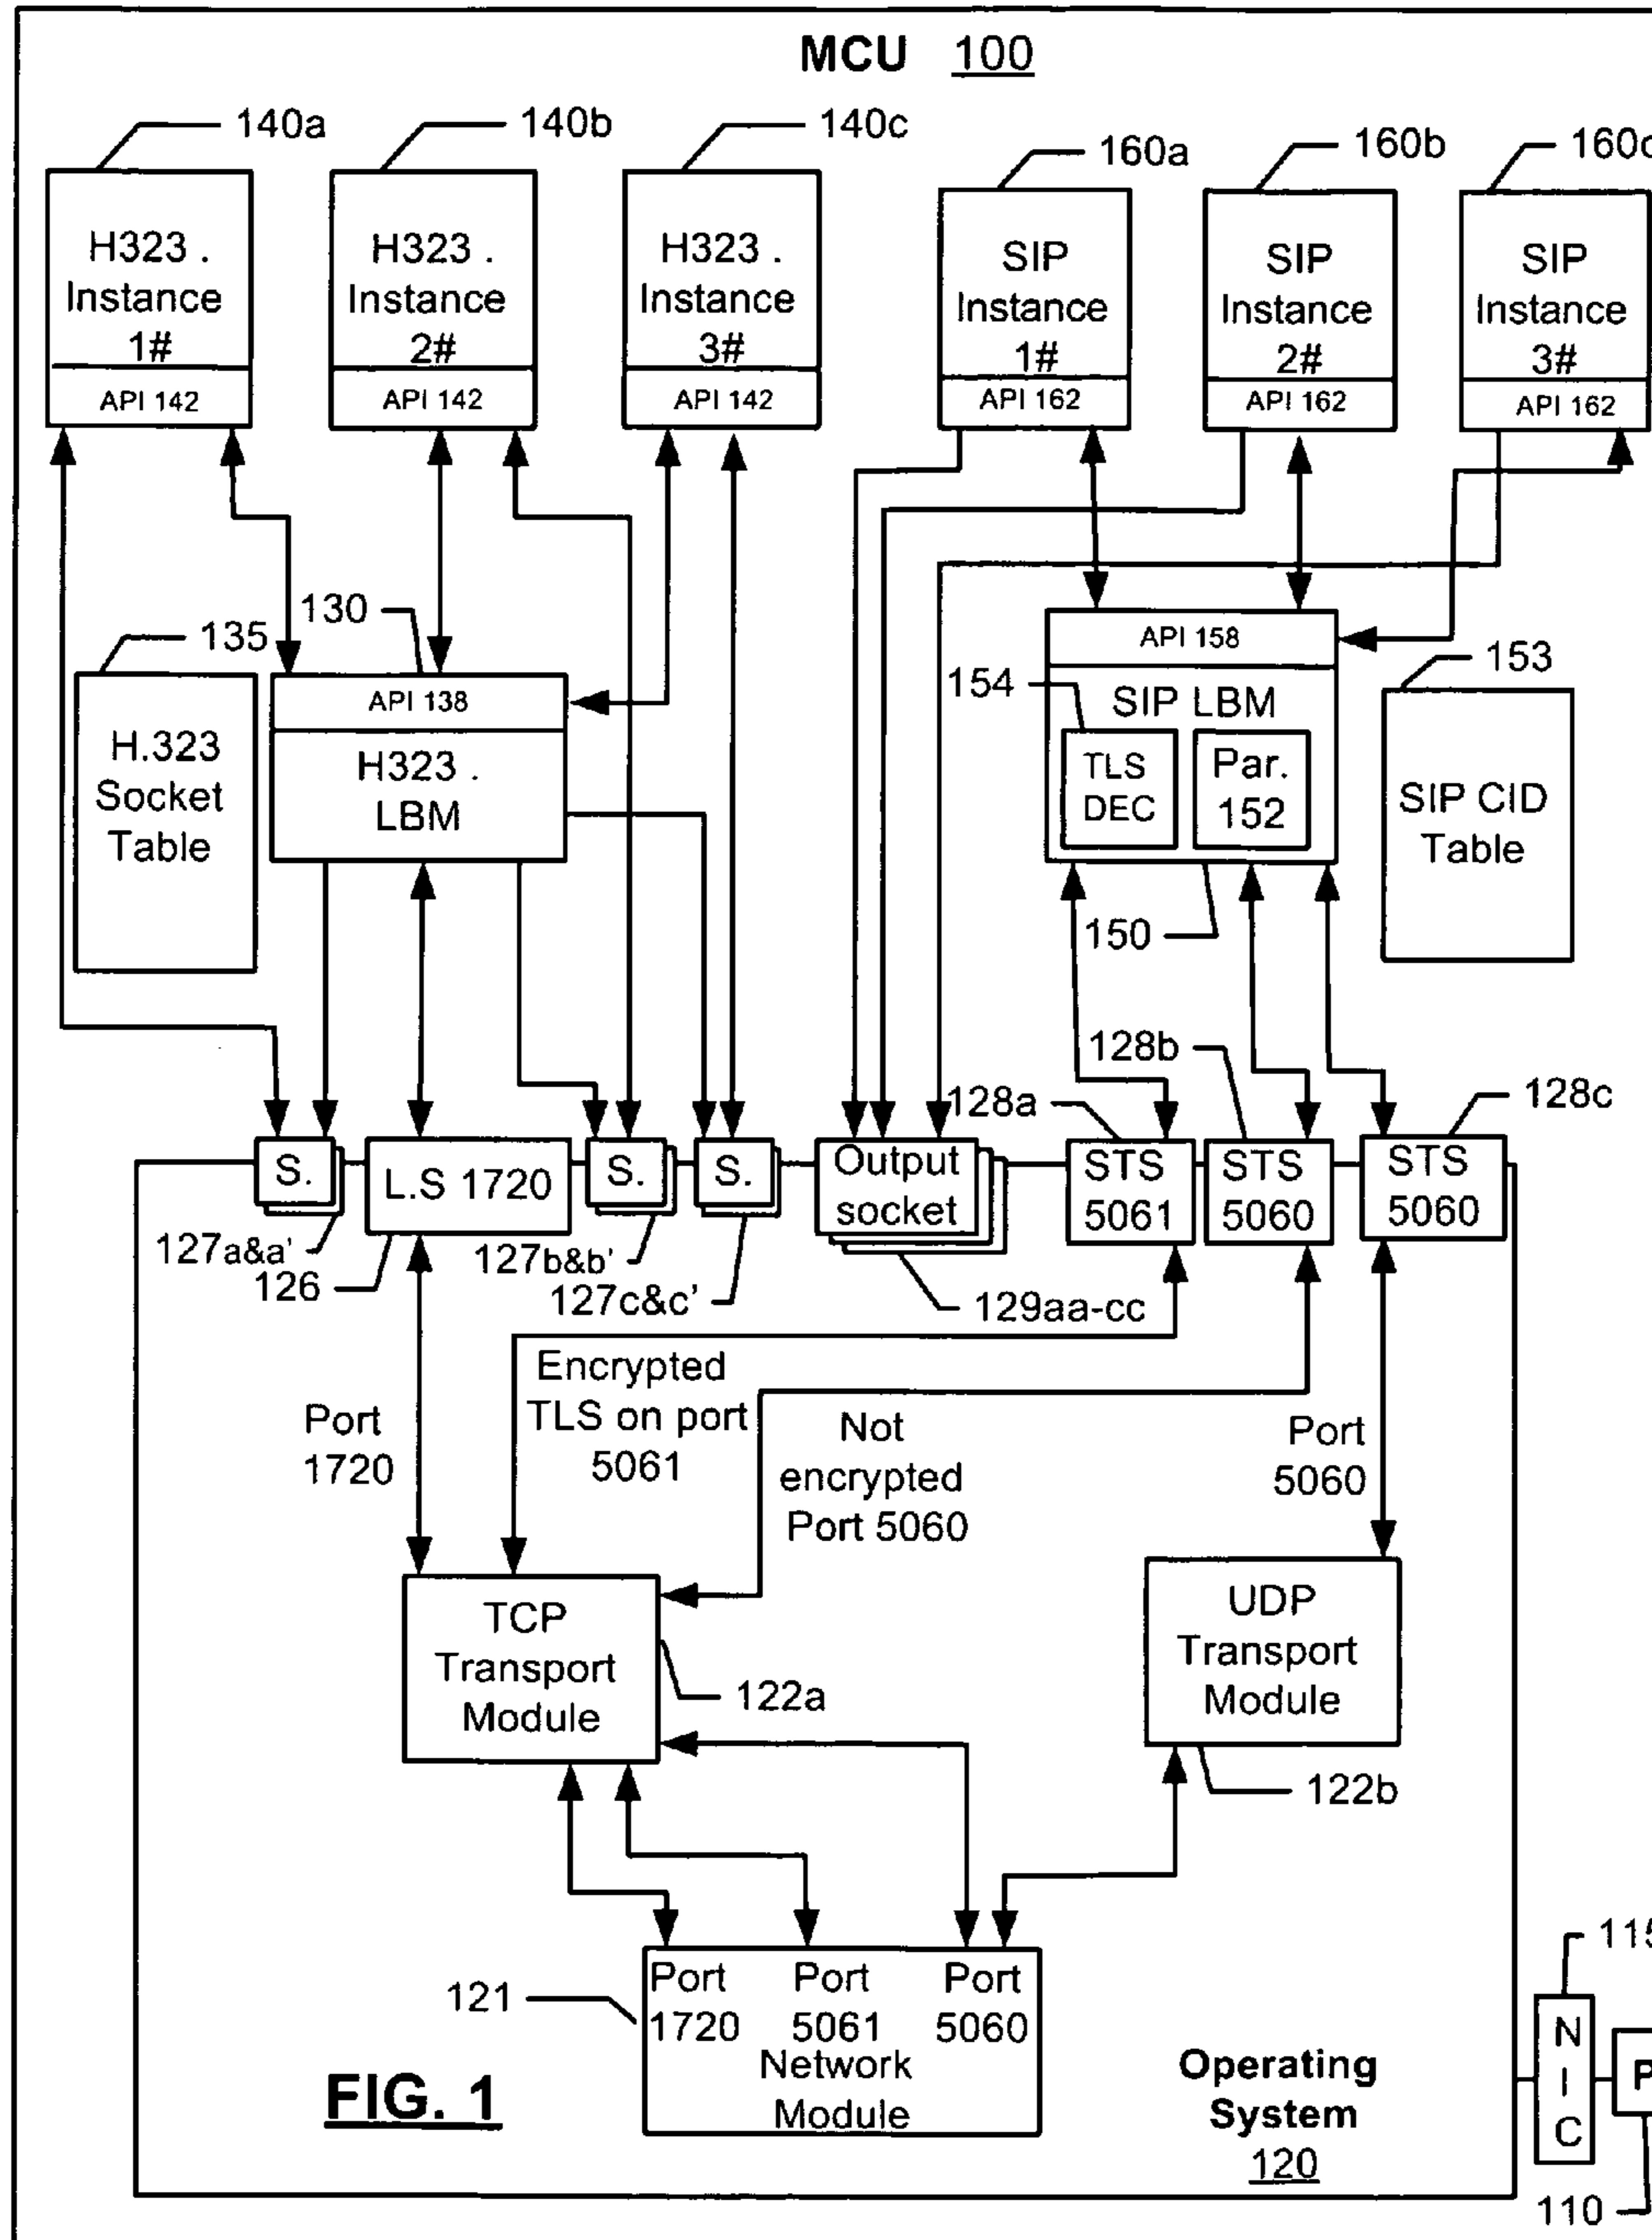 MCU 100
140a
140b
140c
160a
160b
160c
H323 .
Instance
1#
API 142
H323 .
Instance
2#
API 142
H323 .
Instance
3#
API 142
SIP
Instance
1#
API 162
SIP
Instance
2#
API 162
SIP
Instance
3#
API 162
135
130
H.323
Socket
Table
API 138
H323 .
LBM
API 158
154
SIP LBM
TLS
DEC
Par.
152
150
153
SIP CID
Table
128a
128b
128c
S.
L.S 1720
S.
S.
Output
socket
STS
5061
STS
5060
STS
5060
127a&a'
126
127b&b'
127c&c'
129aa-cc
Port
1720
Encrypted
TLS on port
5061
Not
encrypted
Port 5060
Port
5060
TCP
Transport
Module
122a
UDP
Transport
Module
122b
121
Port
1720
Port
5061
Port
5060
Network
Module
FIG. 1
Operating
System
120
115
N
I
C
P
110